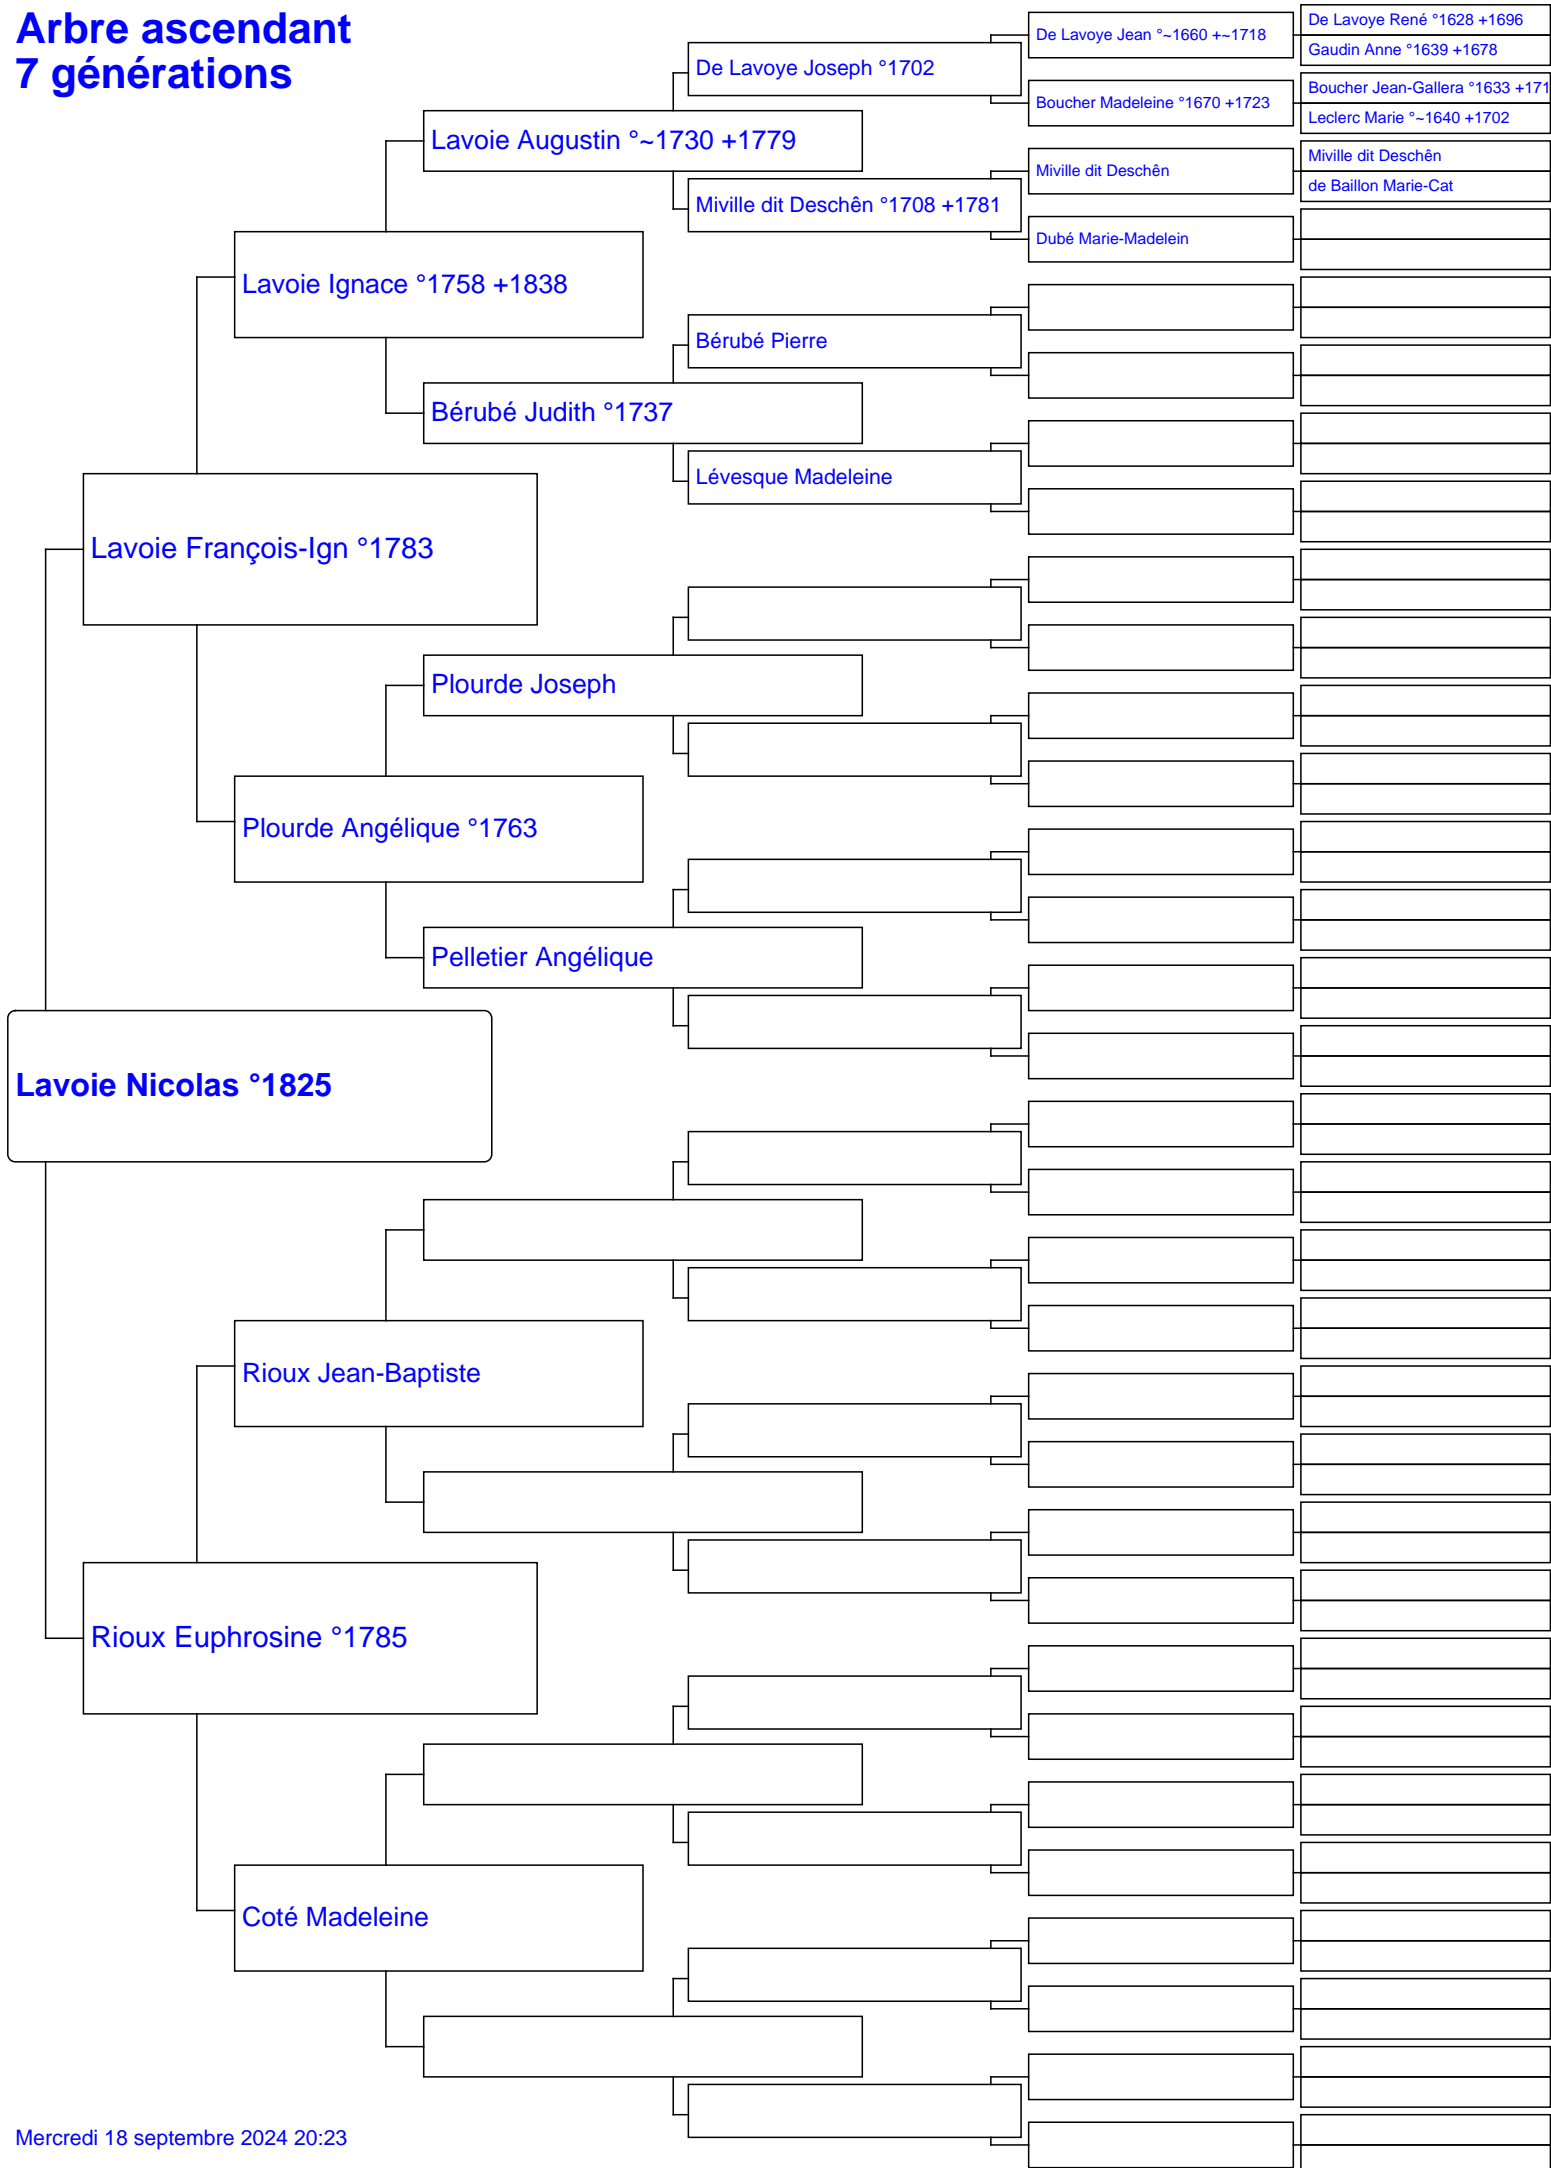 Arbre ascendant
7 générations
De Lavoye René °1628 +1696
De Lavoye Jean °~1660 +~1718
Gaudin Anne °1639 +1678
De Lavoye Joseph °1702
Boucher Jean-Gallera °1633 +171
Boucher Madeleine °1670 +1723
Leclerc Marie °~1640 +1702
Lavoie Augustin °~1730 +1779
Miville dit Deschên
Miville dit Deschên
de Baillon Marie-Cat
Miville dit Deschên °1708 +1781
Dubé Marie-Madelein
Lavoie Ignace °1758 +1838
Bérubé Pierre
Bérubé Judith °1737
Lévesque Madeleine
Lavoie François-Ign °1783
Plourde Joseph
Plourde Angélique °1763
Pelletier Angélique
Lavoie Nicolas °1825
Rioux Jean-Baptiste
Rioux Euphrosine °1785
Coté Madeleine
Mercredi 18 septembre 2024 20:23